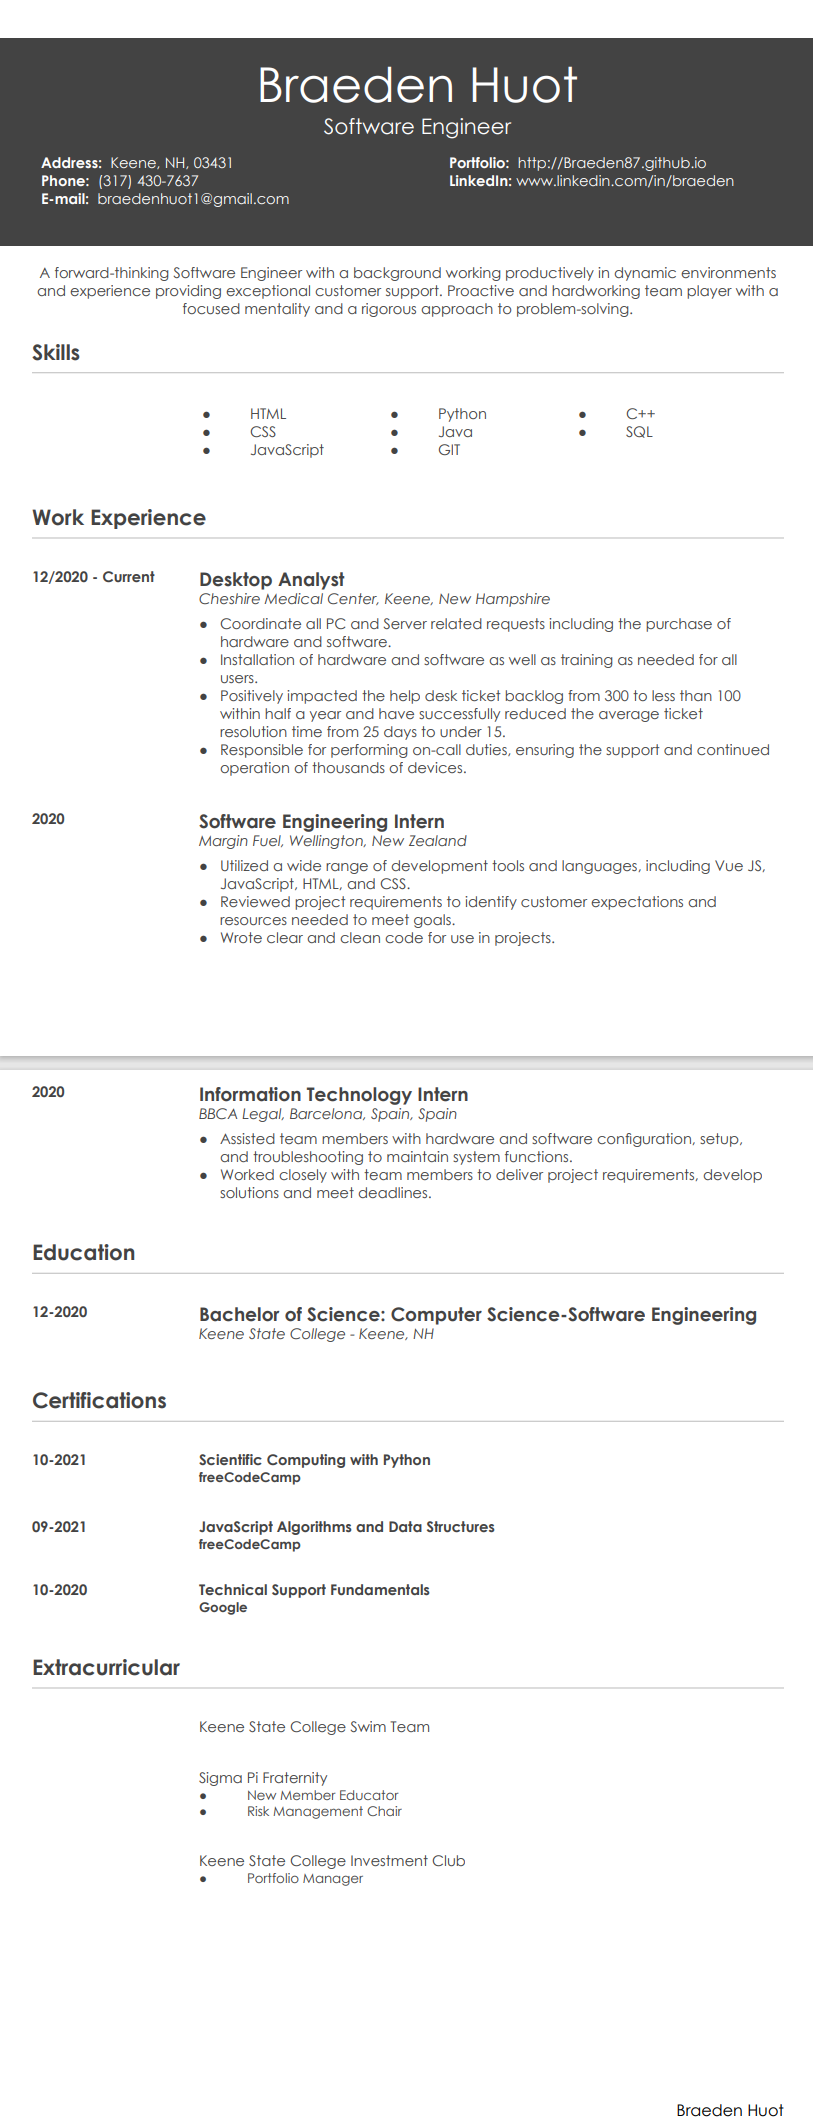 Braeden Huot
Software Engineer
Address: Keene, NH, 03431
Phone: (317) 430-7637
E-mail: braedenhuot1@gmail.com
Portfolio: http://Braeden87.github.io
LinkedIn: www.linkedin.com/in/braeden
A forward-thinking Software Engineer with a background working productively in dynamic environments
and experience providing exceptional customer support. Proactive and hardworking team player with a
focused mentality and a rigorous approach to problem-solving.
Skills
● HTML
● CSS
● JavaScript
● Python
● Java
● GIT
● C++
● SQL
Work Experience
12/2020 - Current
Desktop Analyst
Cheshire Medical Center, Keene, New Hampshire
● Coordinate all PC and Server related requests including the purchase of
hardware and software.
● Installation of hardware and software as well as training as needed for all
users.
● Positively impacted the help desk ticket backlog from 300 to less than 100
within half a year and have successfully reduced the average ticket
resolution time from 25 days to under 15.
● Responsible for performing on-call duties, ensuring the support and continued
operation of thousands of devices.
2020
Software Engineering Intern
Margin Fuel, Wellington, New Zealand
● Utilized a wide range of development tools and languages, including Vue JS,
JavaScript, HTML, and CSS.
● Reviewed project requirements to identify customer expectations and
resources needed to meet goals.
● Wrote clear and clean code for use in projects.
2020
Information Technology Intern
BBCA Legal, Barcelona, Spain, Spain
● Assisted team members with hardware and software configuration, setup,
and troubleshooting to maintain system functions.
● Worked closely with team members to deliver project requirements, develop
solutions and meet deadlines.
Education
12-2020
Bachelor of Science: Computer Science-Software Engineering
Keene State College - Keene, NH
Certifications
10-2021
Scientific Computing with Python
freeCodeCamp
09-2021
JavaScript Algorithms and Data Structures
freeCodeCamp
10-2020
Technical Support Fundamentals
Google
Extracurricular
Keene State College Swim Team
Sigma Pi Fraternity
● New Member Educator
● Risk Management Chair
Keene State College Investment Club
● Portfolio Manager
Braeden Huot